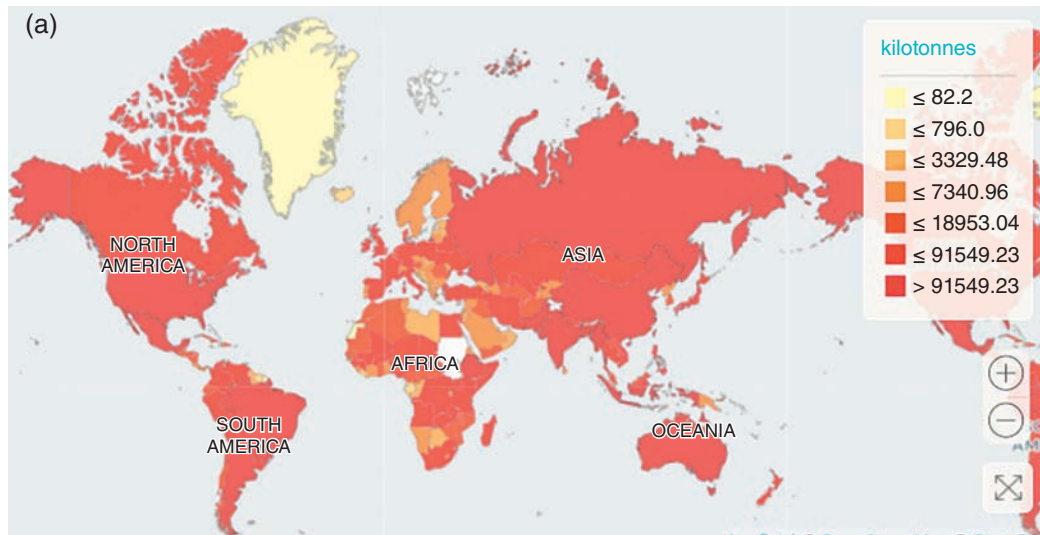 (a)
kilotonnes
≤ 82.2
≤ 796.0
≤ 3329.48
≤ 7340.96
≤ 18953.04
≤ 91549.23
> 91549.23
NORTH
AMERICA
ASIA
AFRICA
SOUTH
AMERICA
OCEANIA